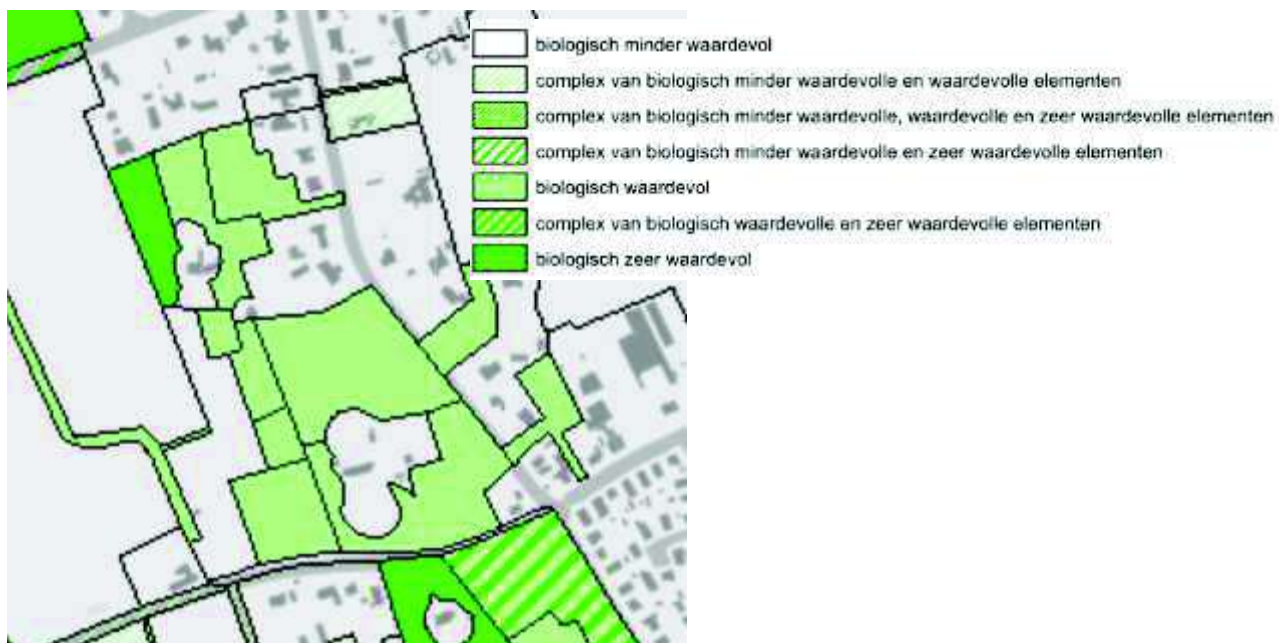 biologisch minder waardevol
complex van biologisch minder waardevolle en waardevolle elementen
complex van biologisch minder waardevolle, waardevolle en zeer waardevolle elementen
complex van biologisch minder waardevolle en zeer waardevolle elementen
biologisch waardevol
complex van biologisch waardevolle en zeer waardevolle elementen
biologisch zeer waardevol